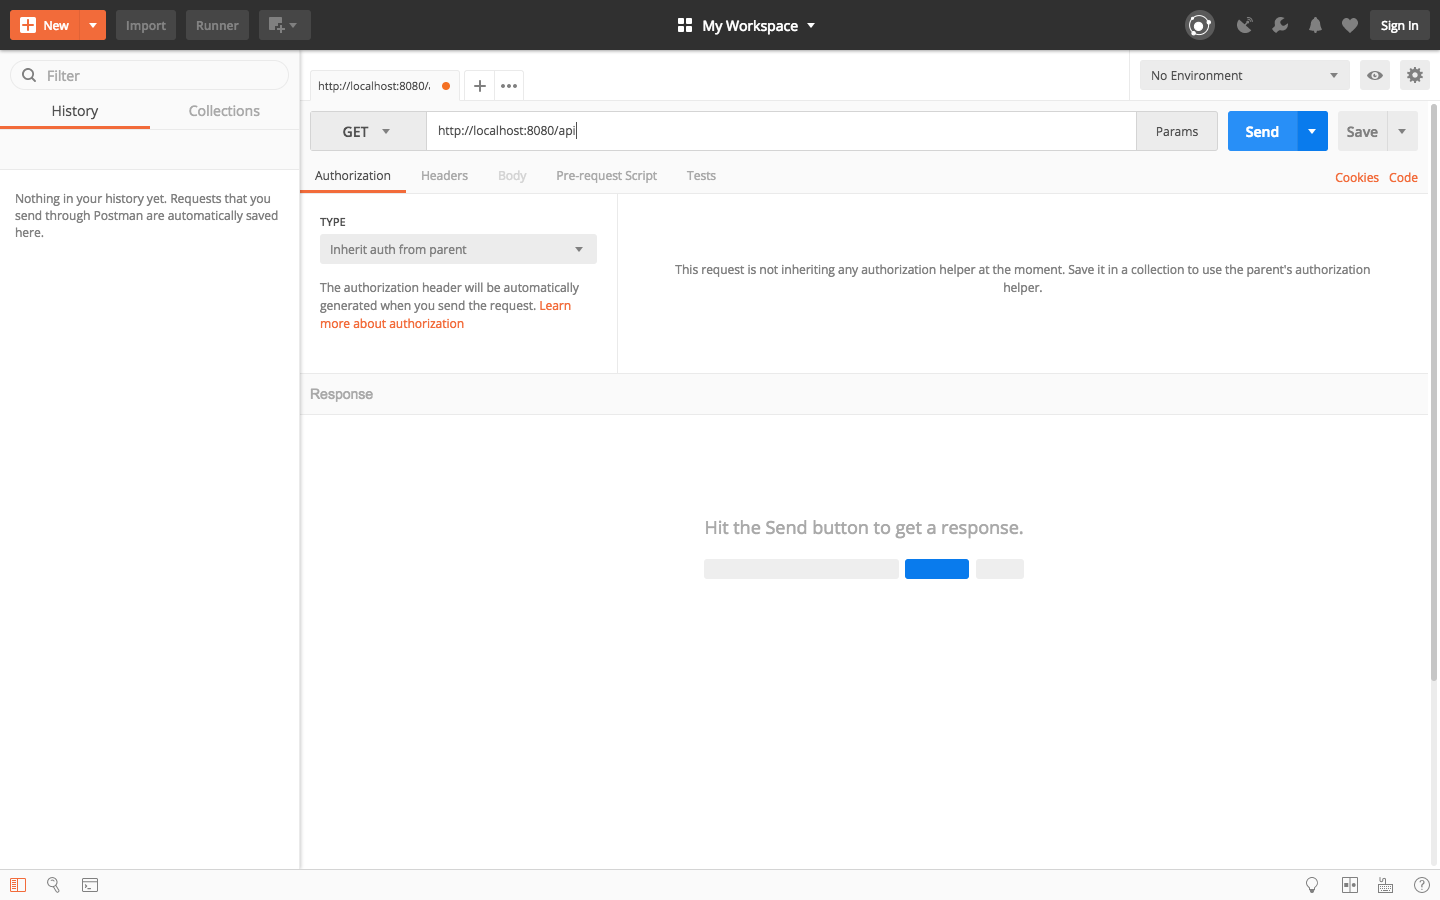 New
Import
Runner
My Workspace
Sign In
Filter
History
Collections
Nothing in your history yet. Requests that you
send through Postman are automatically saved
here.
http://localhost:8080/a
No Environment
GET
http://localhost:8080/api
Params
Send
Save
Authorization
Headers
Body
Pre-request Script
Tests
Cookies
Code
TYPE
Inherit auth from parent
The authorization header will be automatically
generated when you send the request. Learn
more about authorization
This request is not inheriting any authorization helper at the moment. Save it in a collection to use the parent's authorization
helper.
Response
Hit the Send button to get a response.